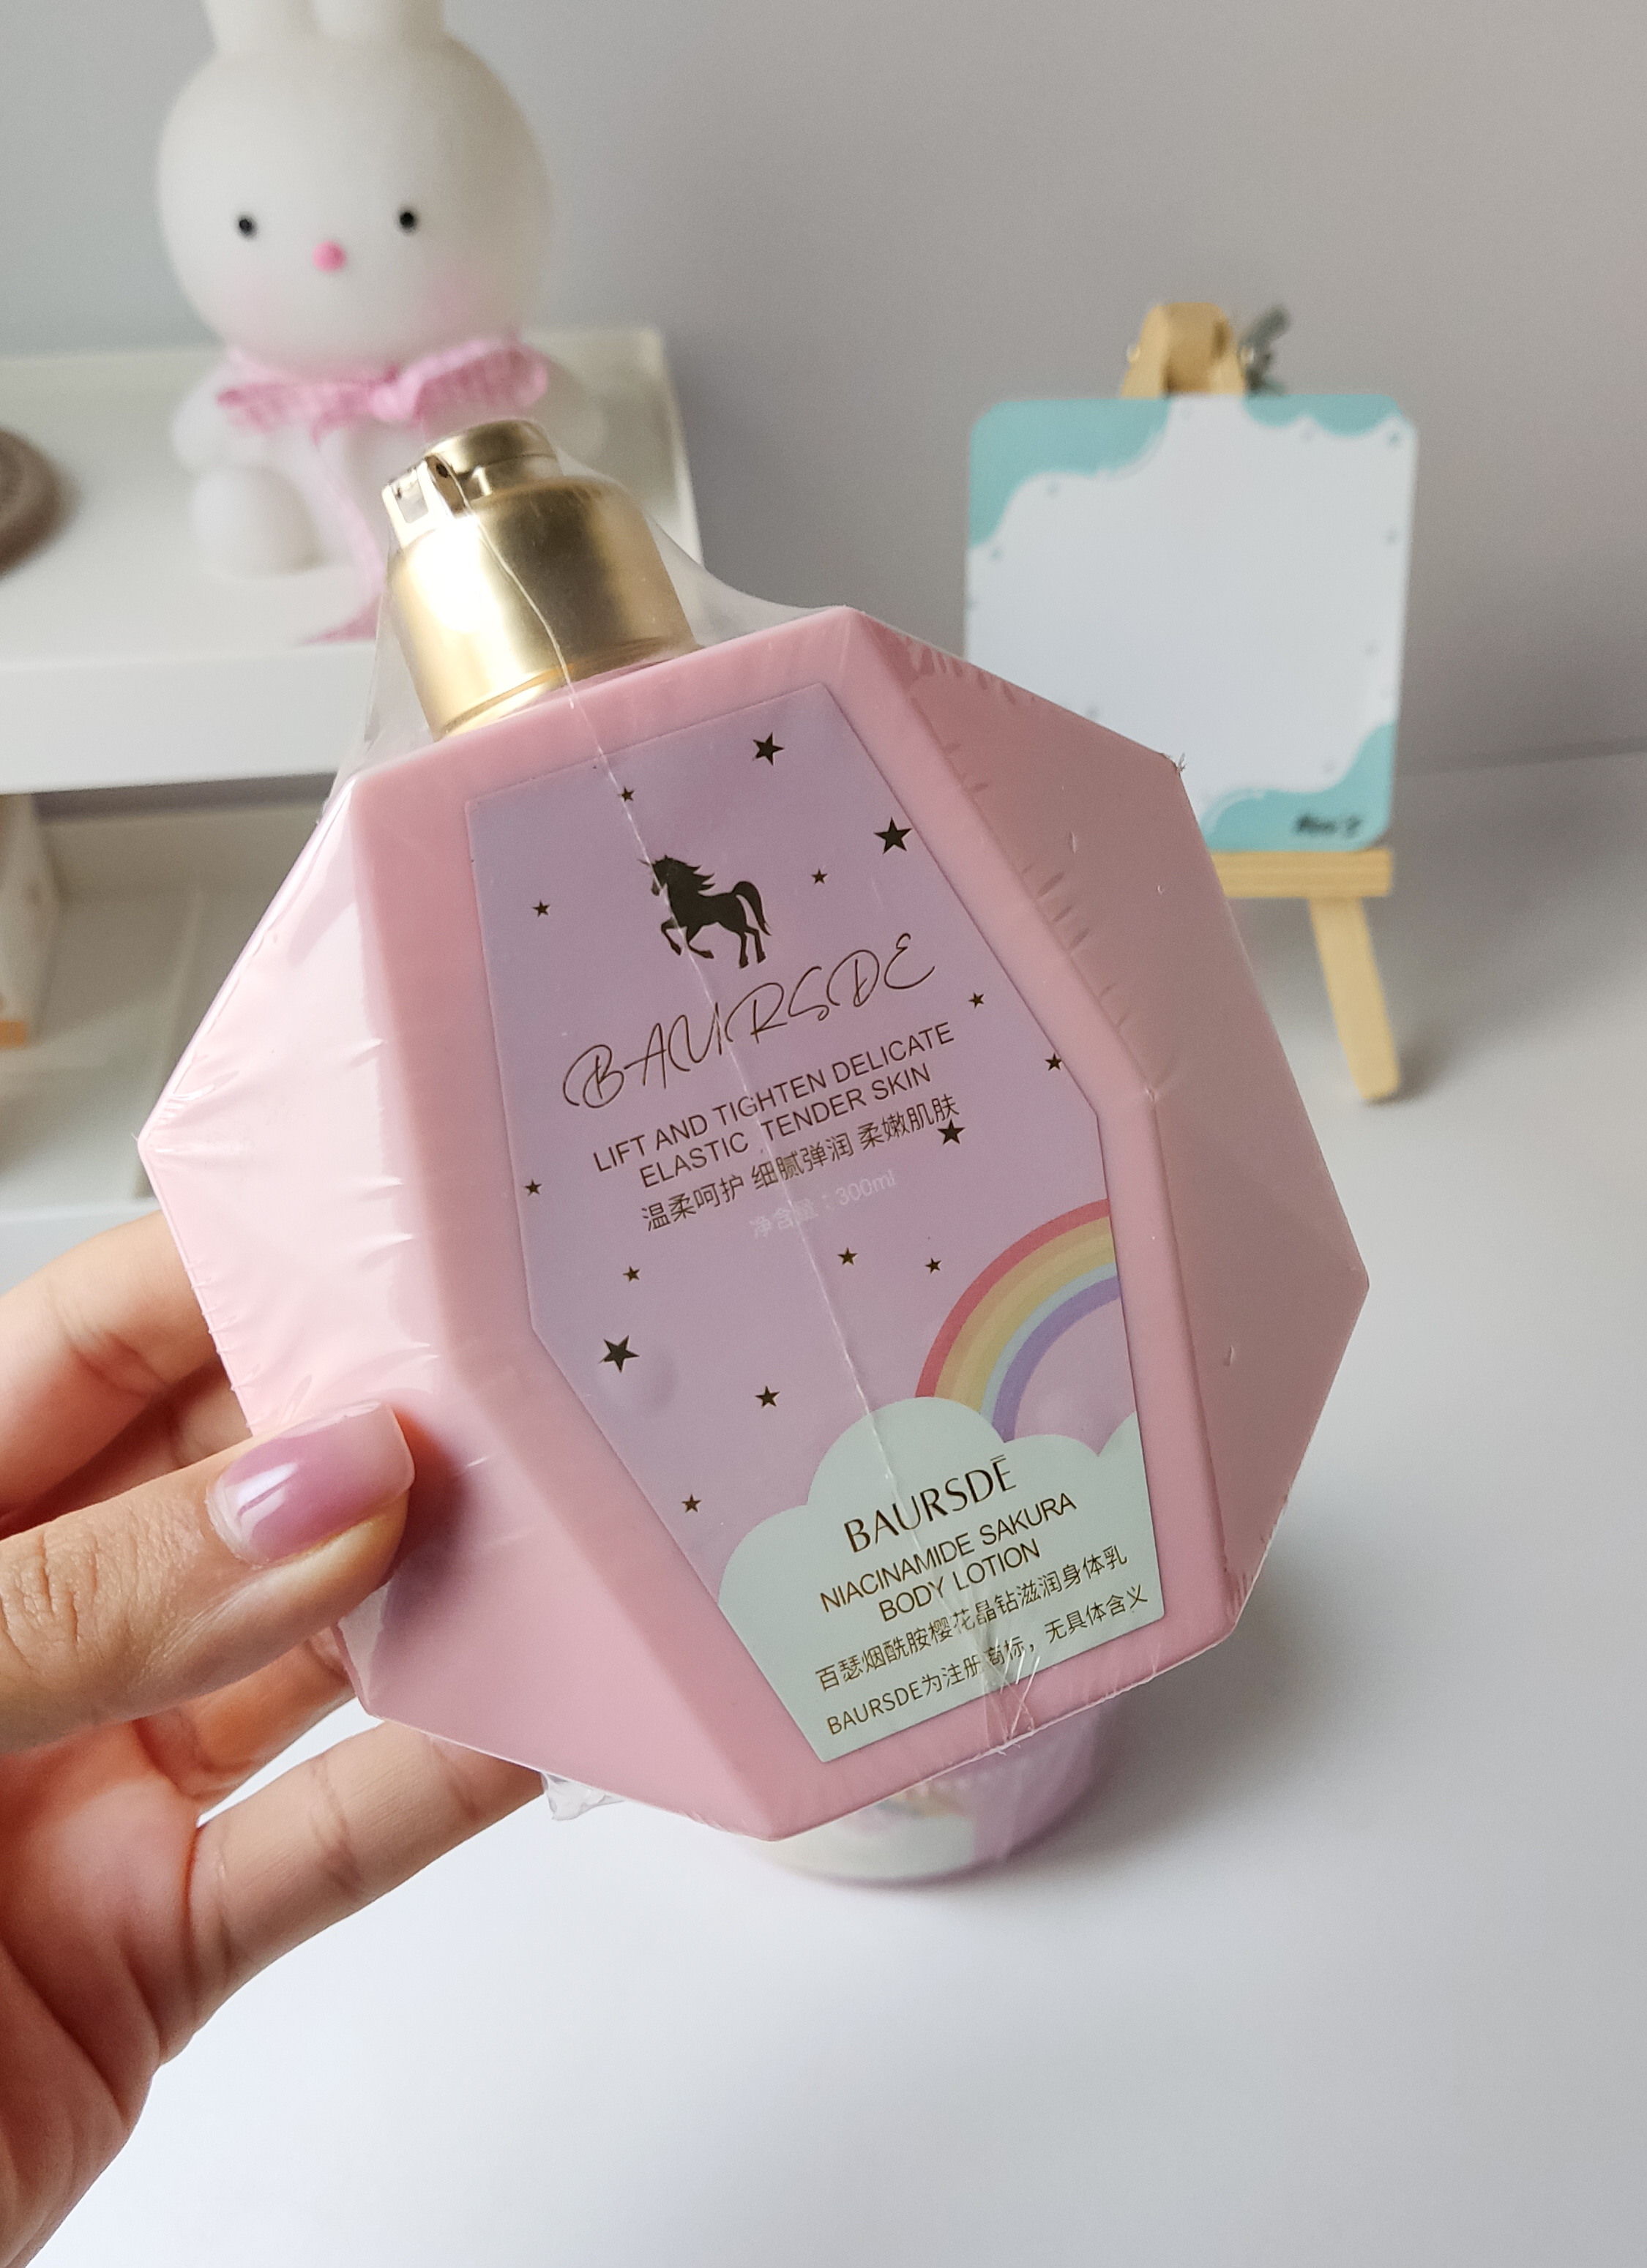 BAURSDE
LIFT AND TIGHTEN DELICATE
ELASTIC TENDER SKIN
温柔呵护 细腻弹润 柔嫩肌肤
净含量：300ml
BAURSDĒ
NIACINAMIDE SAKURA
BODY LOTION
百瑟烟酰胺樱花晶钻滋润身体乳
BAURSDE为注册商标，无具体含义